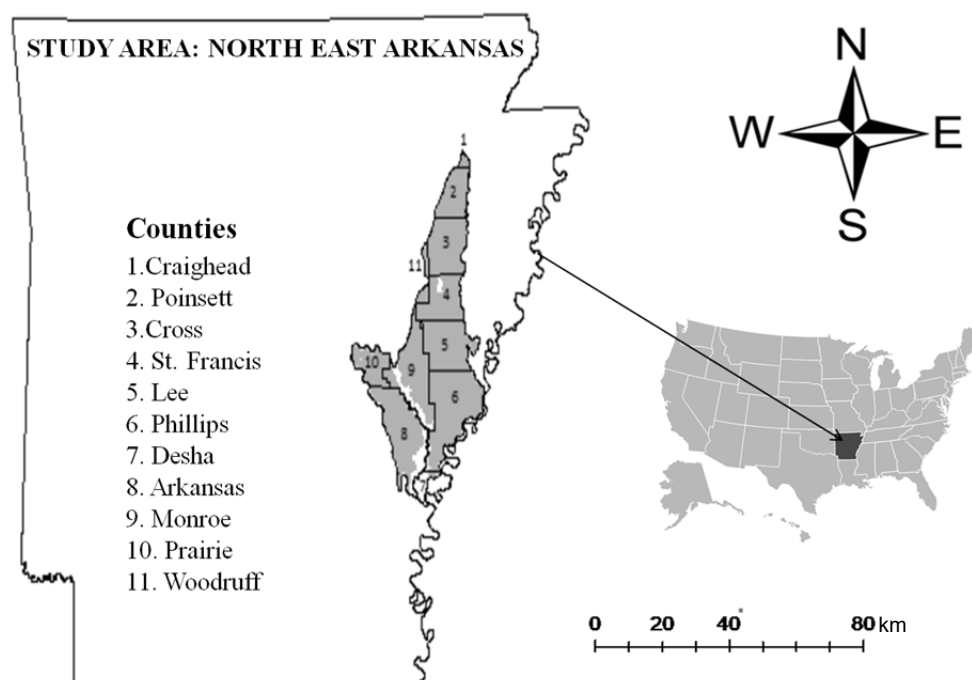 STUDY AREA: NORTH EAST ARKANSAS
N
W E
S
Counties
1.Craighead
2. Poinsett
3.Cross
4. St. Francis
5. Lee
6. Phillips
7. Desha
8. Arkansas
9. Monroe
10. Prairie
11. Woodruff
1
2
3
11
4
5
10
9
6
8
7
0 20 40 80 km